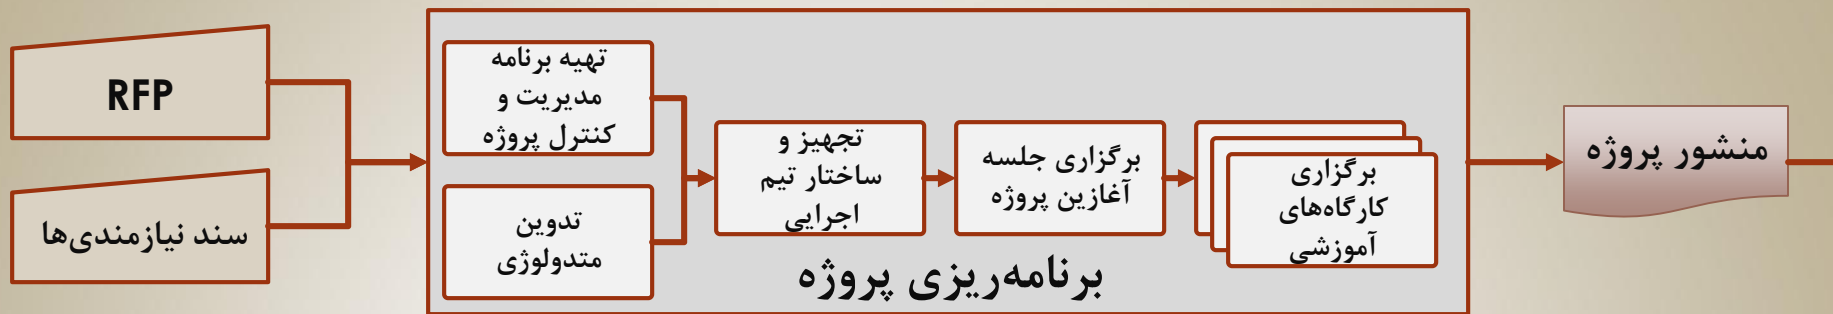 RFP
سند نیازمندی‌ها
تهیه برنامه
مدیریت و
کنترل پروژه
تدوین
متدولوژی
تجهیز و
ساختار تیم
اجرایی
برگزاری جلسه
آغازین پروژه
برگزاری
کارگاه‌های
آموزشی
برنامه‌ریزی پروژه
منشور پروژه